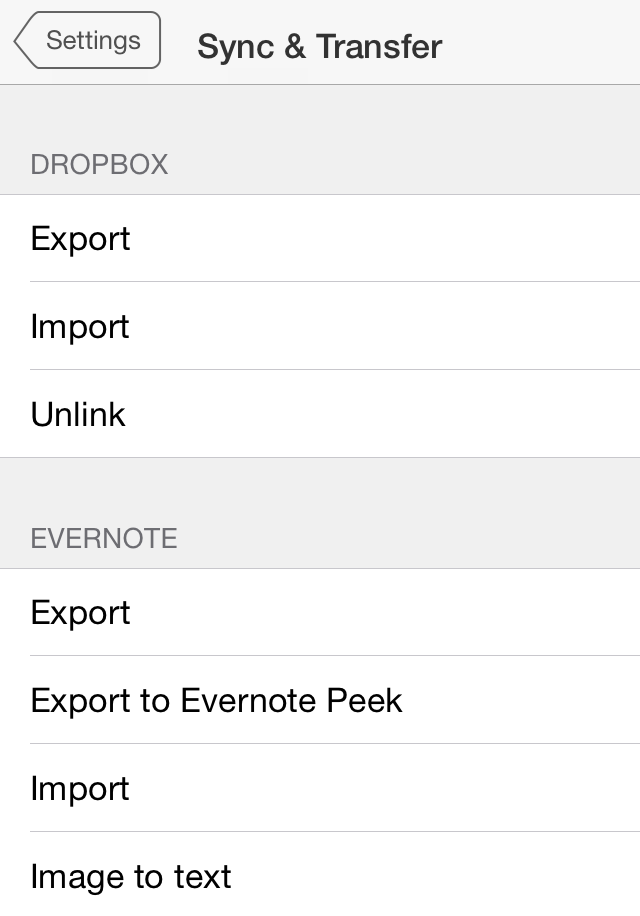 Settings
Sync & Transfer
DROPBOX
Export
Import
Unlink
EVERNOTE
Export
Export to Evernote Peek
Import
Image to text